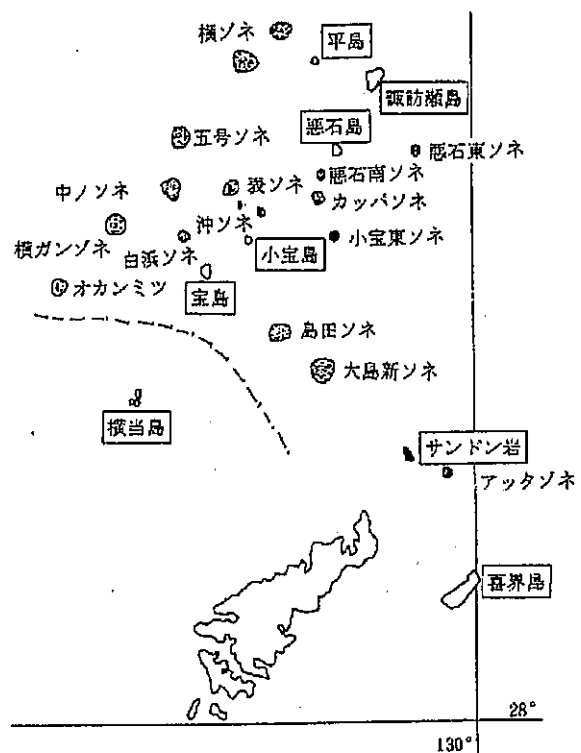 横ゾネ
平島
諏訪瀬島
五号ソネ
悪石島
悪石東ソネ
悪石南ソネ
中ノソネ
カッパソネ
横ガンゾネ
沖ソネ
白浜ソネ
小宝島
小宝東ソネ
オカンミツ
宝島
島田ソネ
大島新ソネ
横当島
サンドン岩
アッタゾネ
喜界島
28°
130°